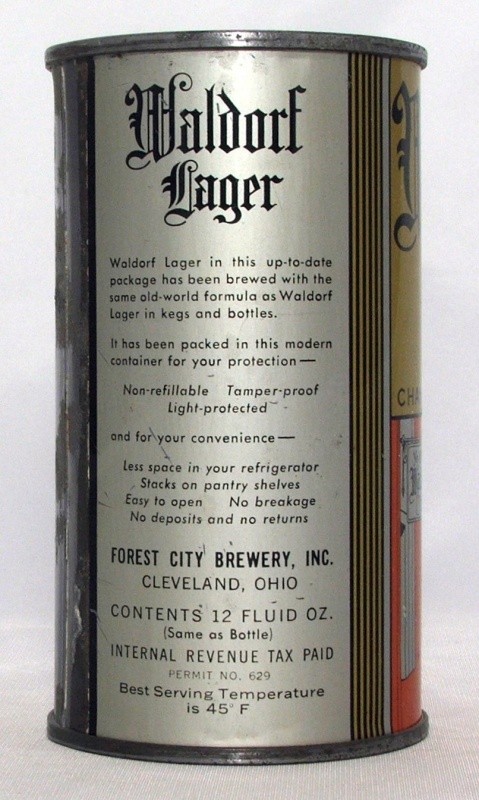 Waldorf
Lager
Waldorf Lager in this up-to-date
package has been brewed with the
same old-world formula as Waldorf
Lager in kegs and bottles.
It has been packed in this modern
container for your protection—
Non-refillable Tamper-proof
Light-protected
and for your convenience—
Less space in your refrigerator
Stacks on pantry shelves
Easy to open No breakage
No deposits and no returns
FOREST CITY BREWERY, INC.
CLEVELAND, OHIO
CONTENTS 12 FLUID OZ.
(Same as Bottle)
INTERNAL REVENUE TAX PAID
PERMIT NO. 629
Best Serving Temperature
is 45° F
CHA